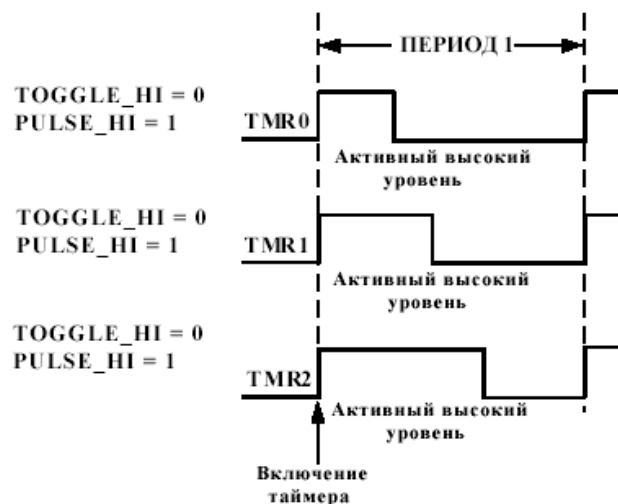 ПЕРИОД 1
TOGGLE_HI = 0
PULSE_HI = 1
TMR0
Активный высокий
уровень
TOGGLE_HI = 0
PULSE_HI = 1
TMR1
Активный высокий
уровень
TOGGLE_HI = 0
PULSE_HI = 1
TMR2
Активный высокий
уровень
Включение
таймера